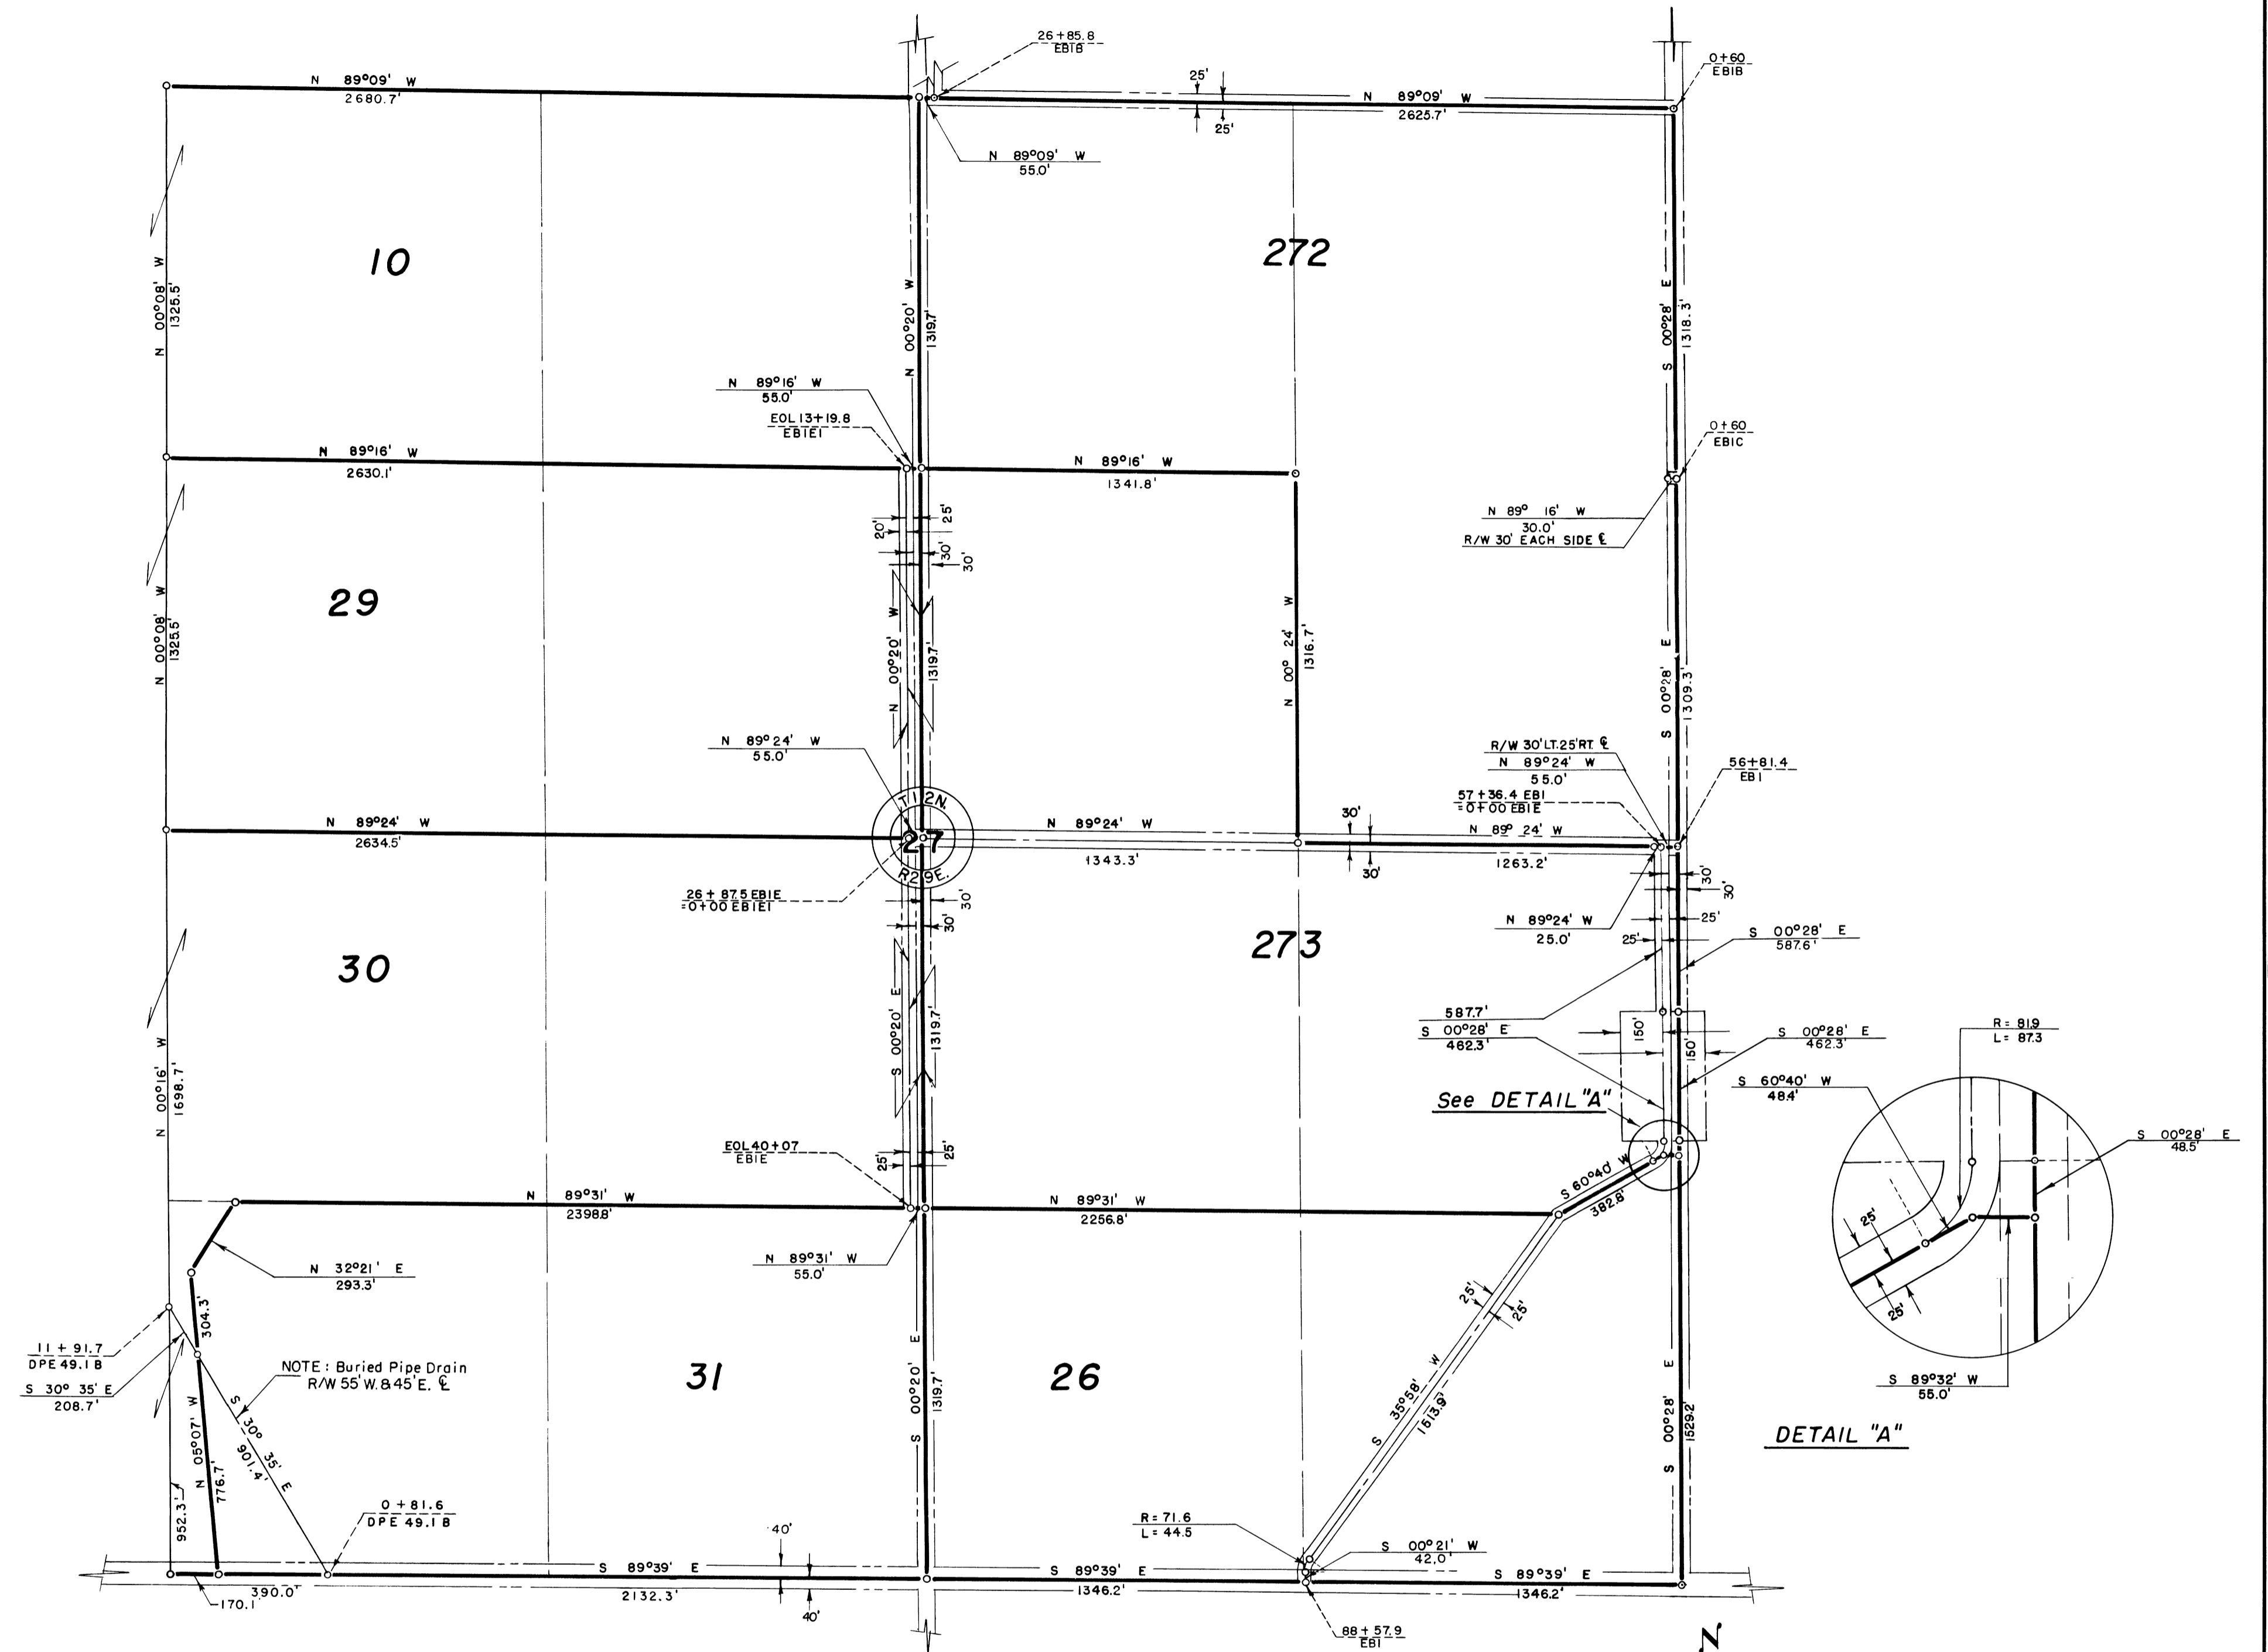 26+85.8
EB1B
0+60
EB1B
N 89°09' W
2680.7'
25'
25'
N 89°09' W
2625.7'
N 89°09' W
55.0'
10
272
N 00°08' W
1325.5'
N 00°20' W
1319.7'
S 00°28' E
1318.3'
N 89°16' W
55.0'
EOL 13+19.8
EB1E1
0+60
EB1C
N 89°16' W
2630.1'
N 89°16' W
1341.8'
N 89° 16' W
30.0'
R/W 30' EACH SIDE ℄
20'
25'
30'
30'
29
N 00°08' W
1325.5'
N 00°20' W
1319.7'
N 00° 24' W
1316.7'
S 00°28' E
1309.3'
N 89°24' W
55.0'
R/W 30' LT. 25' RT. ℄
N 89°24' W
55.0'
56+81.4
EB1
57+36.4 EB1
=0+00 EB1E
T12N.
27
R29E.
N 89°24' W
2634.5'
N 89°24' W
1343.3'
30'
30'
N 89° 24' W
1263.2'
26+87.5 EB1E
=0+00 EB1E1
30'
30'
30'
30'
25'
25'
N 89°24' W
25.0'
S 00°28' E
587.6'
30
273
N 00°16' W
1698.7'
S 00°20' E
1319.7'
587.7'
S 00°28' E
462.3'
150'
150'
S 00°28' E
462.3'
R= 81.9
L= 87.3
S 60°40' W
48.4'
See DETAIL "A"
S 00°28' E
48.5'
EOL 40+07
EB1E
25'
25'
S 60°40' W
382.8'
N 89°31' W
2398.8'
N 89°31' W
2256.8'
N 89°31' W
55.0'
N 32°21' E
293.3'
25'
25'
25'
25'
304.3'
11 + 91.7
DPE 49.1 B
S 30° 35' E
208.7'
NOTE: Buried Pipe Drain
R/W 55' W. & 45' E. ℄
31
26
S 89°32' W
55.0'
DETAIL "A"
N 05°07' W
776.7'
S 30° 35' E
901.4'
S 00°20' E
1319.7'
S 35°58' W
1513.9'
S 00°28' E
1529.2'
952.3'
0 + 81.6
DPE 49.1 B
40'
40'
R= 71.6
L= 44.5
S 00°21' W
42.0'
390.0'
170.1'
S 89°39' E
2132.3'
S 89°39' E
1346.2'
S 89°39' E
1346.2'
88+57.9
EB1
N.